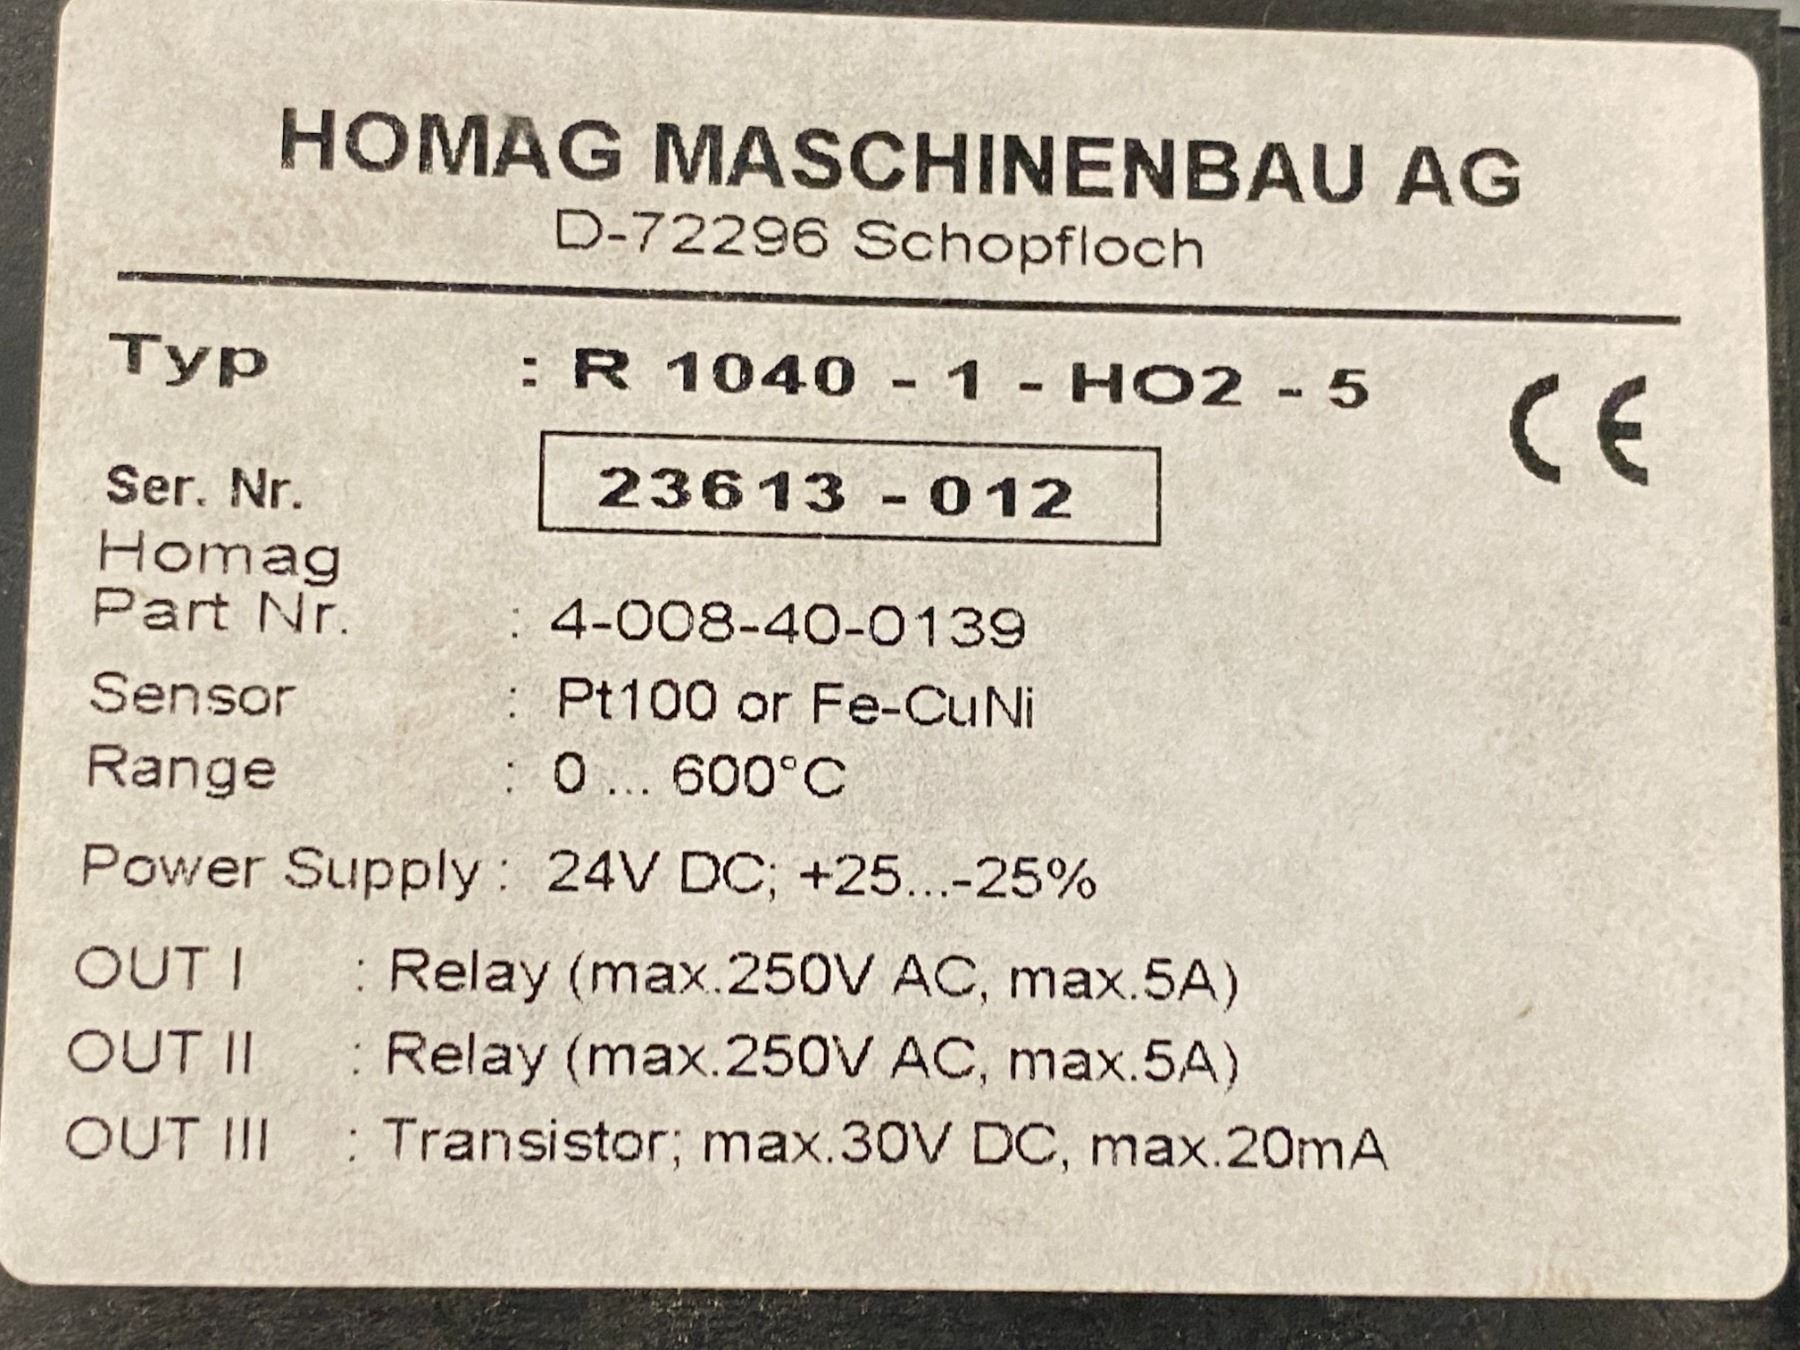 HOMAG MASCHINENBAU AG
D-72296 Schopfloch
Typ : R 1040 - 1 - HO2 - 5
CE
Ser. Nr. 23613 - 012
Homag
Part Nr. : 4-008-40-0139
Sensor : Pt100 or Fe-CuNi
Range : 0 ... 600°C
Power Supply : 24V DC; +25...-25%
OUT I : Relay (max.250V AC, max.5A)
OUT II : Relay (max.250V AC, max.5A)
OUT III : Transistor; max.30V DC, max.20mA